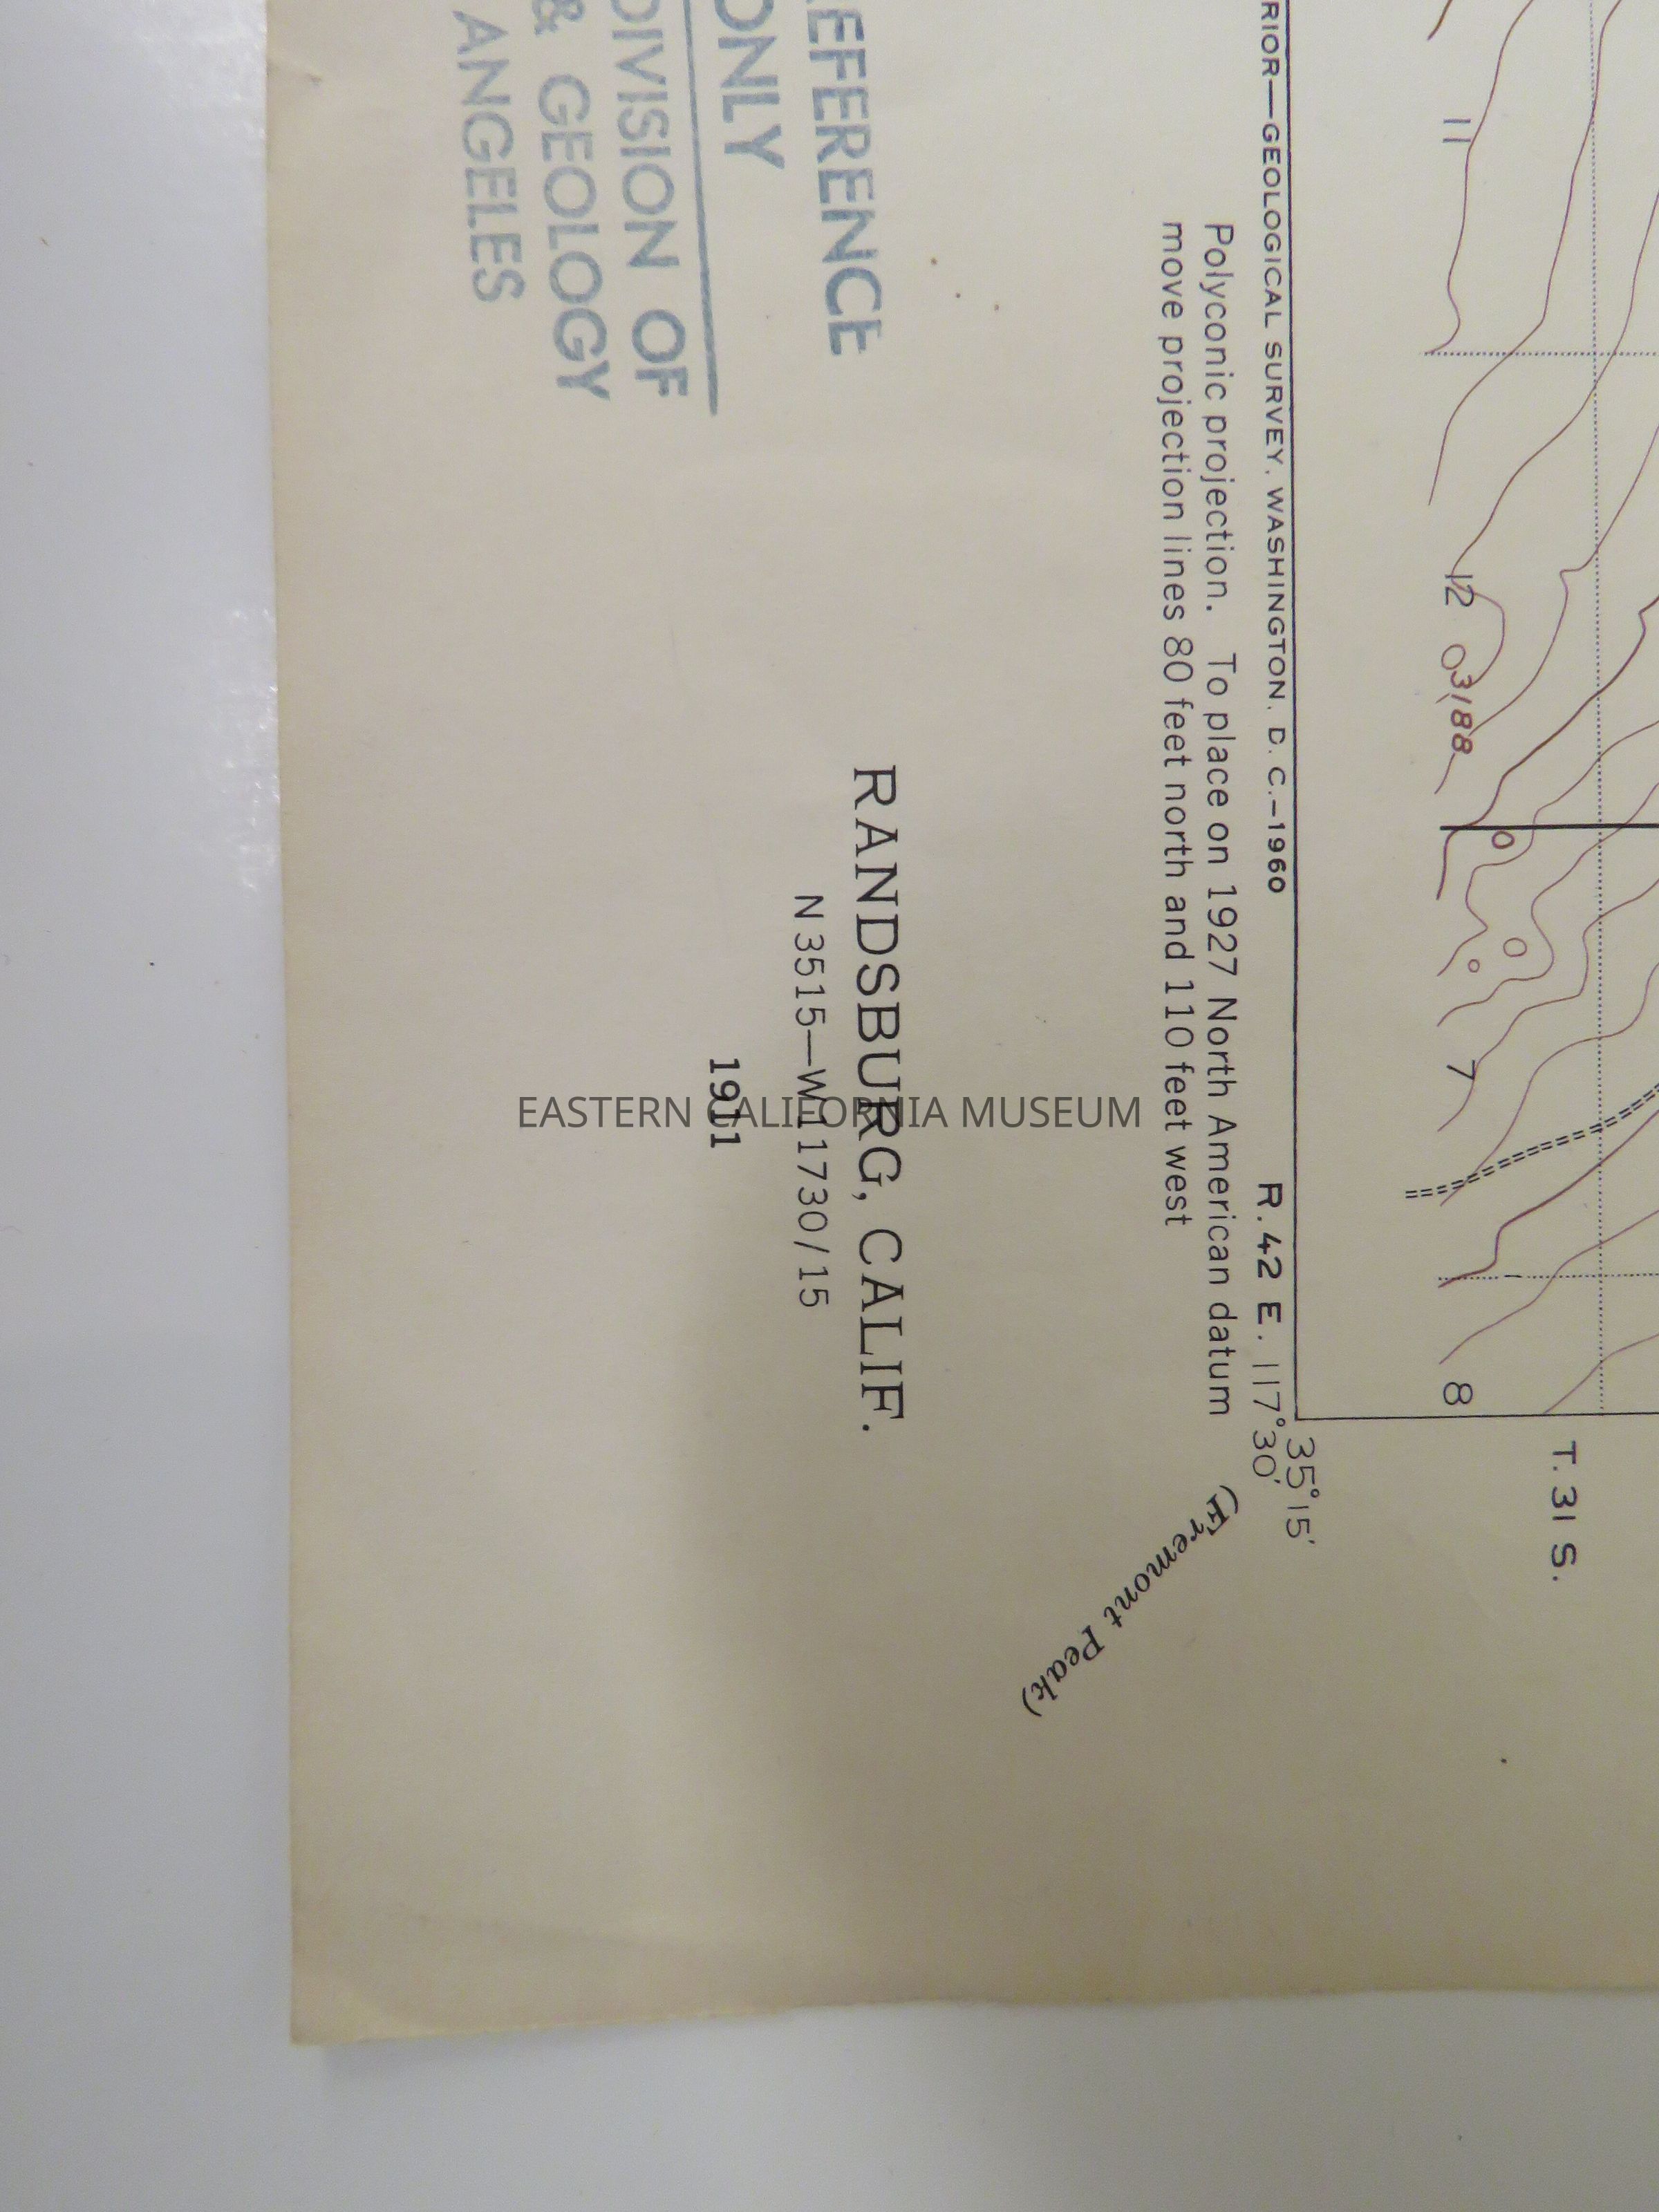 11
12
3188
7
8
T. 31 S.
RIOR—GEOLOGICAL SURVEY, WASHINGTON, D. C.–1960
R. 42 E.
117°30′
35°15′
Polyconic projection. To place on 1927 North American datum
move projection lines 80 feet north and 110 feet west
(Fremont Peak)
RANDSBURG, CALIF.
N3515—W11730/15
1911
EFERENCE
ONLY
DIVISION OF
& GEOLOGY
ANGELES
EASTERN CALIFORNIA MUSEUM